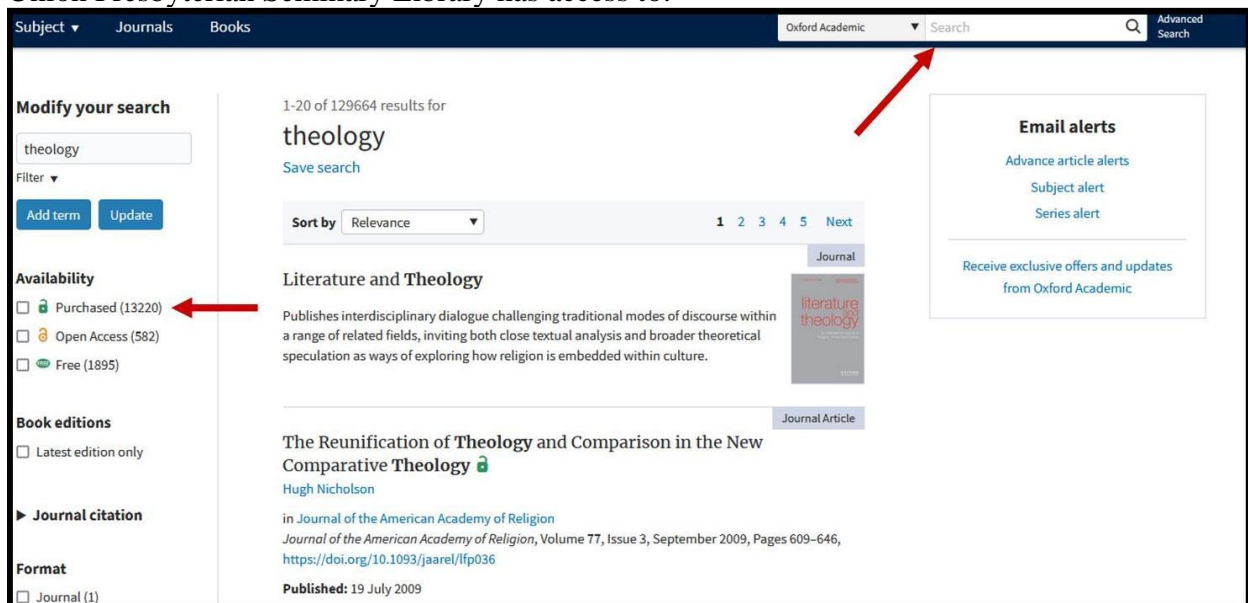 Union Presbyterian Seminary Library has access to.
Subject ▾ Journals Books Oxford Academic ▼ Search Advanced Search
Modify your search
theology
Filter ▾
Add term Update
Availability
Purchased (13220)
Open Access (582)
Free (1895)
Book editions
Latest edition only
▶ Journal citation
Format
Journal (1)
1-20 of 129664 results for
theology
Save search
Sort by Relevance ▼ 1 2 3 4 5 Next
Journal
Literature and Theology
Publishes interdisciplinary dialogue challenging traditional modes of discourse within
a range of related fields, inviting both close textual analysis and broader theoretical
speculation as ways of exploring how religion is embedded within culture.
literature
and
theology
Journal Article
The Reunification of Theology and Comparison in the New
Comparative Theology
Hugh Nicholson
in Journal of the American Academy of Religion
Journal of the American Academy of Religion, Volume 77, Issue 3, September 2009, Pages 609–646,
https://doi.org/10.1093/jaarel/lfp036
Published: 19 July 2009
Email alerts
Advance article alerts
Subject alert
Series alert
Receive exclusive offers and updates
from Oxford Academic